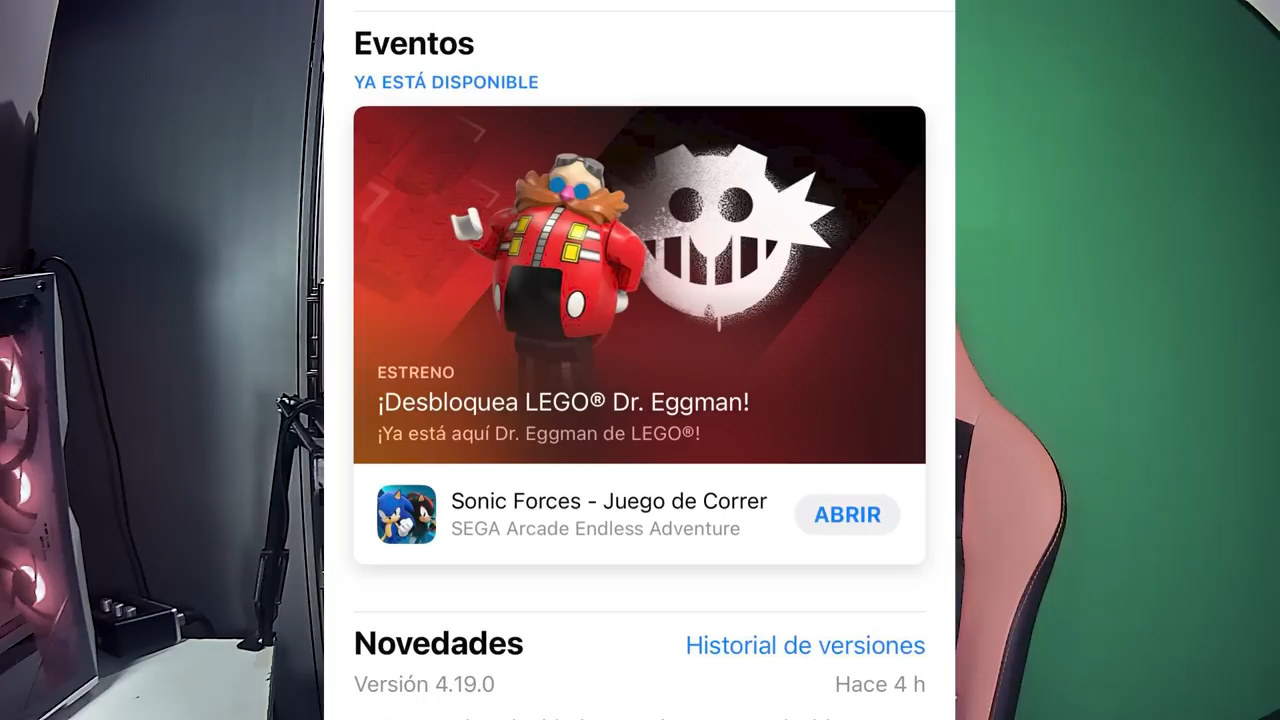 Eventos
YA ESTÁ DISPONIBLE
ESTRENO
¡Desbloquea LEGO® Dr. Eggman!
¡Ya está aquí Dr. Eggman de LEGO®!
Sonic Forces - Juego de Correr
SEGA Arcade Endless Adventure
ABRIR
Novedades
Historial de versiones
Versión 4.19.0
Hace 4 h